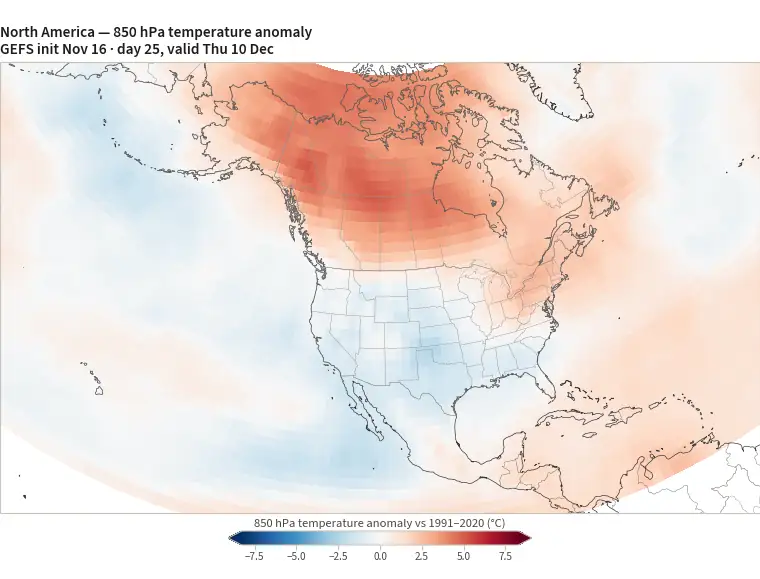 North America — 850 hPa temperature anomaly
GEFS init Nov 16 · day 25, valid Thu 10 Dec
850 hPa temperature anomaly vs 1991–2020 (°C)
−7.5 −5.0 −2.5 0.0 2.5 5.0 7.5